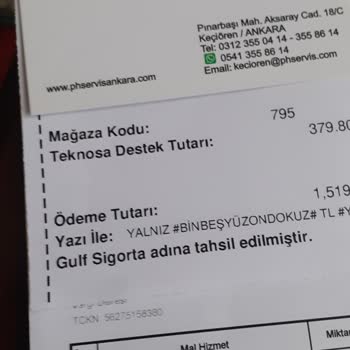 Pınarbaşı Mah. Aksaray Cad. 18/C
Keçiören / ANKARA
Tel: 0312 355 04 14 - 355 86 14
0541 355 86 14
Email: kecioren@phservis.com
www.phservisankara.com
Mağaza Kodu: 795
Teknosa Destek Tutarı: 379.80
Ödeme Tutarı: 1,519
Yazı İle: YALNIZ #BİNBEŞYÜZONDOKUZ# TL #Y
Gulf Sigorta adına tahsil edilmiştir.
TCKN: 56275158380
Mal Hizmet
Miktar